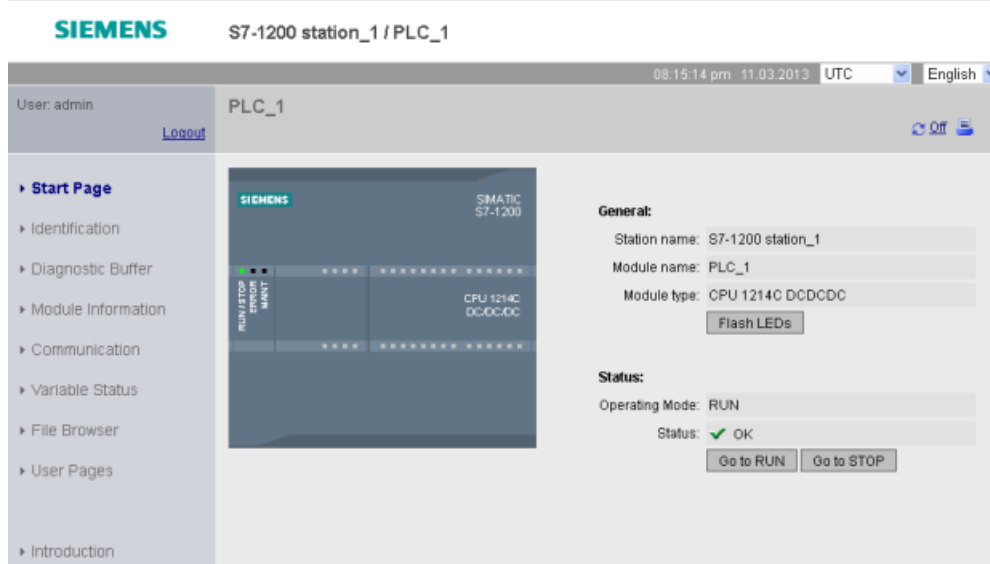 SIEMENS S7-1200 station_1 / PLC_1
08:15:14 pm 11.03.2013 UTC English
User: admin
Logout
PLC_1
Off
Start Page
Identification
Diagnostic Buffer
Module Information
Communication
Variable Status
File Browser
User Pages
Introduction
SIEMENS
SIMATIC
S7-1200
RUN / STOP
ERROR
MAINT
CPU 1214C
DC/DC/DC
General:
Station name: S7-1200 station_1
Module name: PLC_1
Module type: CPU 1214C DCDCDC
Flash LEDs
Status:
Operating Mode: RUN
Status: OK
Go to RUN Go to STOP